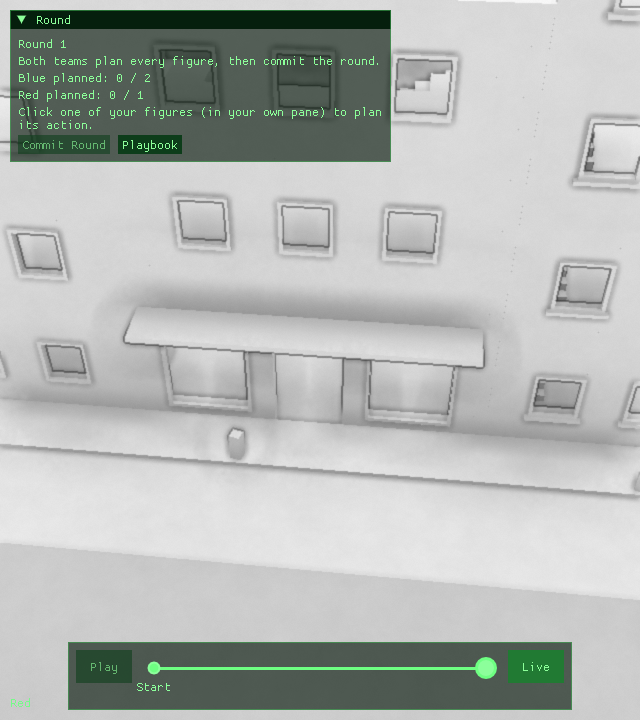 Round
Round 1
Both teams plan every figure, then commit the round.
Blue planned: 0 / 2
Red planned: 0 / 1
Click one of your figures (in your own pane) to plan
its action.
Commit Round Playbook
Play
Start
Live